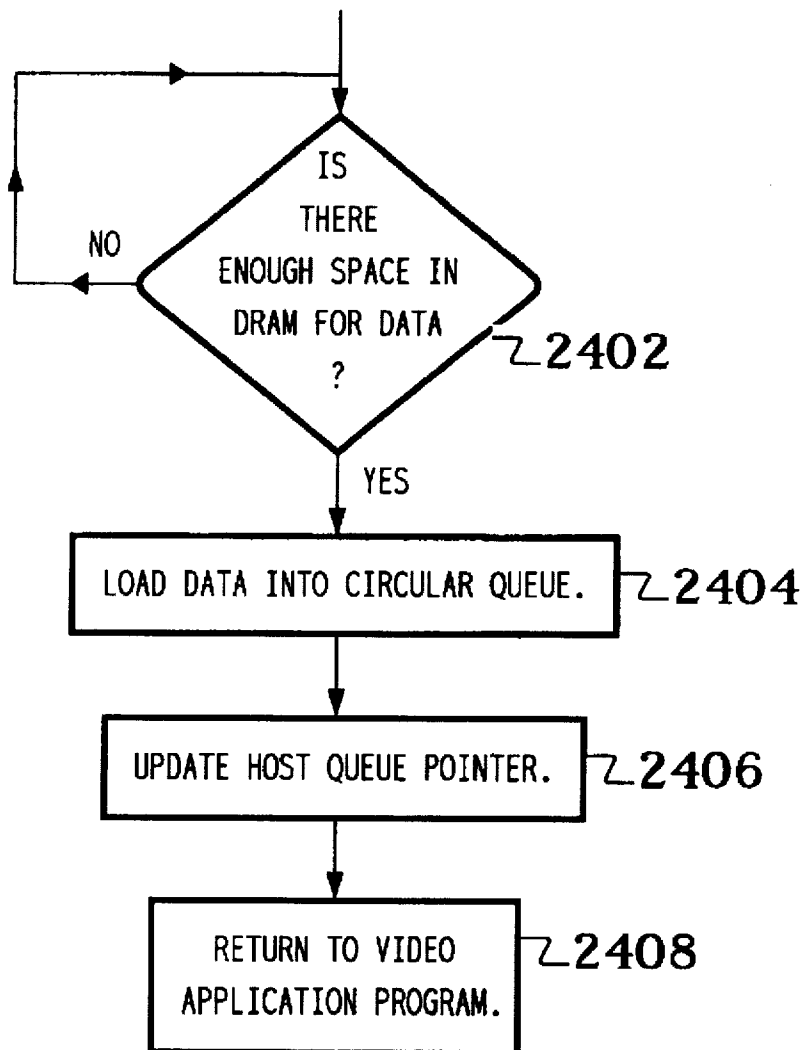 IS
THERE
ENOUGH SPACE IN
DRAM FOR DATA
?
2402
NO
YES
LOAD DATA INTO CIRCULAR QUEUE.
2404
UPDATE HOST QUEUE POINTER.
2406
RETURN TO VIDEO
APPLICATION PROGRAM.
2408